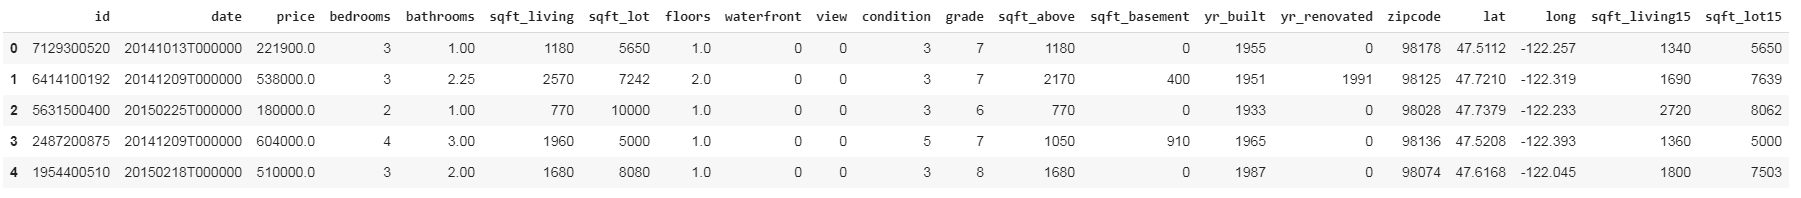 id date price bedrooms bathrooms sqft_living sqft_lot floors waterfront view condition grade sqft_above sqft_basement yr_built yr_renovated zipcode lat long sqft_living15 sqft_lot15
0 7129300520 20141013T000000 221900.0 3 1.00 1180 5650 1.0 0 0 3 7 1180 0 1955 0 98178 47.5112 -122.257 1340 5650
1 6414100192 20141209T000000 538000.0 3 2.25 2570 7242 2.0 0 0 3 7 2170 400 1951 1991 98125 47.7210 -122.319 1690 7639
2 5631500400 20150225T000000 180000.0 2 1.00 770 10000 1.0 0 0 3 6 770 0 1933 0 98028 47.7379 -122.233 2720 8062
3 2487200875 20141209T000000 604000.0 4 3.00 1960 5000 1.0 0 0 5 7 1050 910 1965 0 98136 47.5208 -122.393 1360 5000
4 1954400510 20150218T000000 510000.0 3 2.00 1680 8080 1.0 0 0 3 8 1680 0 1987 0 98074 47.6168 -122.045 1800 7503